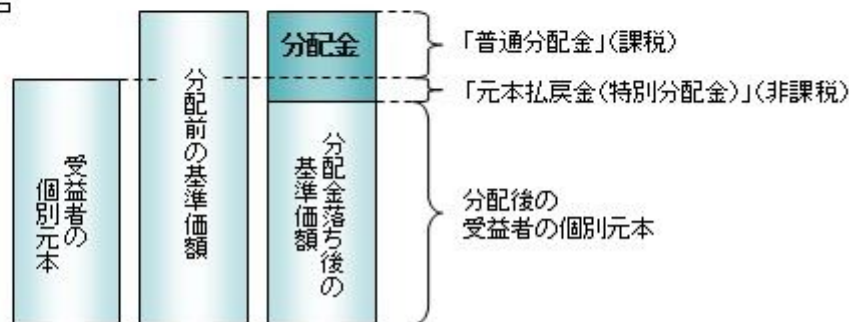 分配金
「普通分配金」(課税)
「元本払戻金(特別分配金)」(非課税)
受益者の
個別元本
分配前の基準価額
分配金落ち後の
基準価額
分配後の
受益者の個別元本